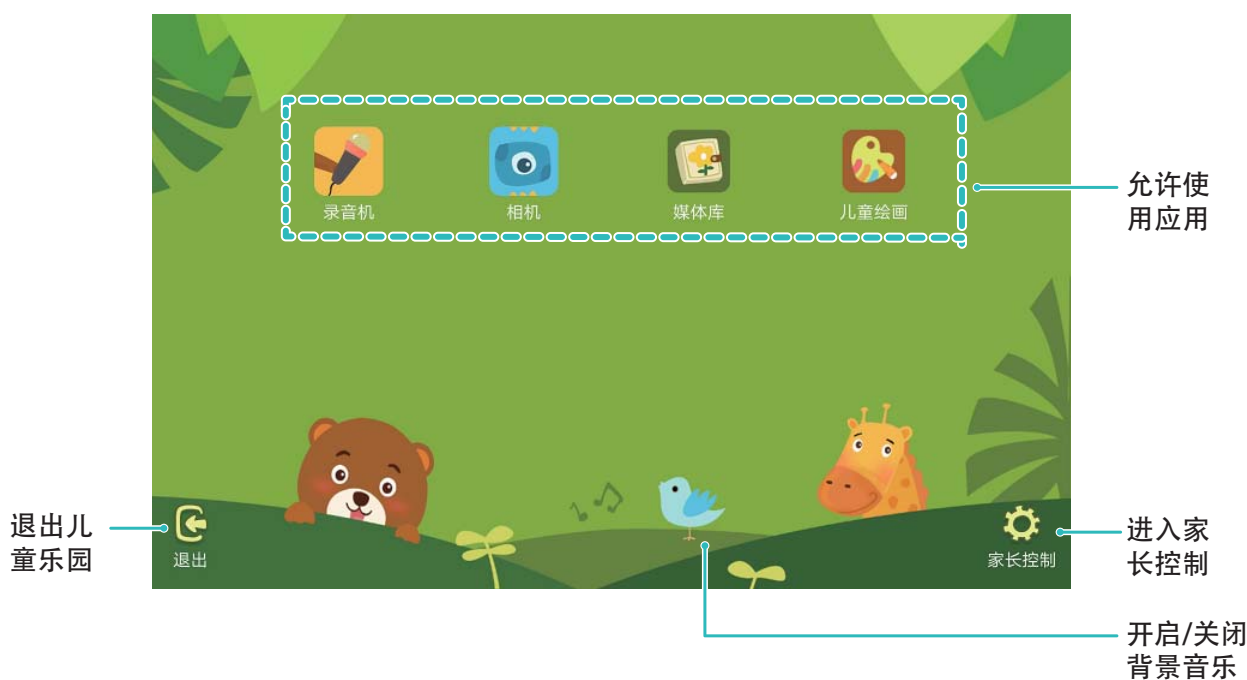 录音机
相机
媒体库
儿童绘画
允许使
用应用
退出儿
童乐园
退出
家长控制
进入家
长控制
开启/关闭
背景音乐